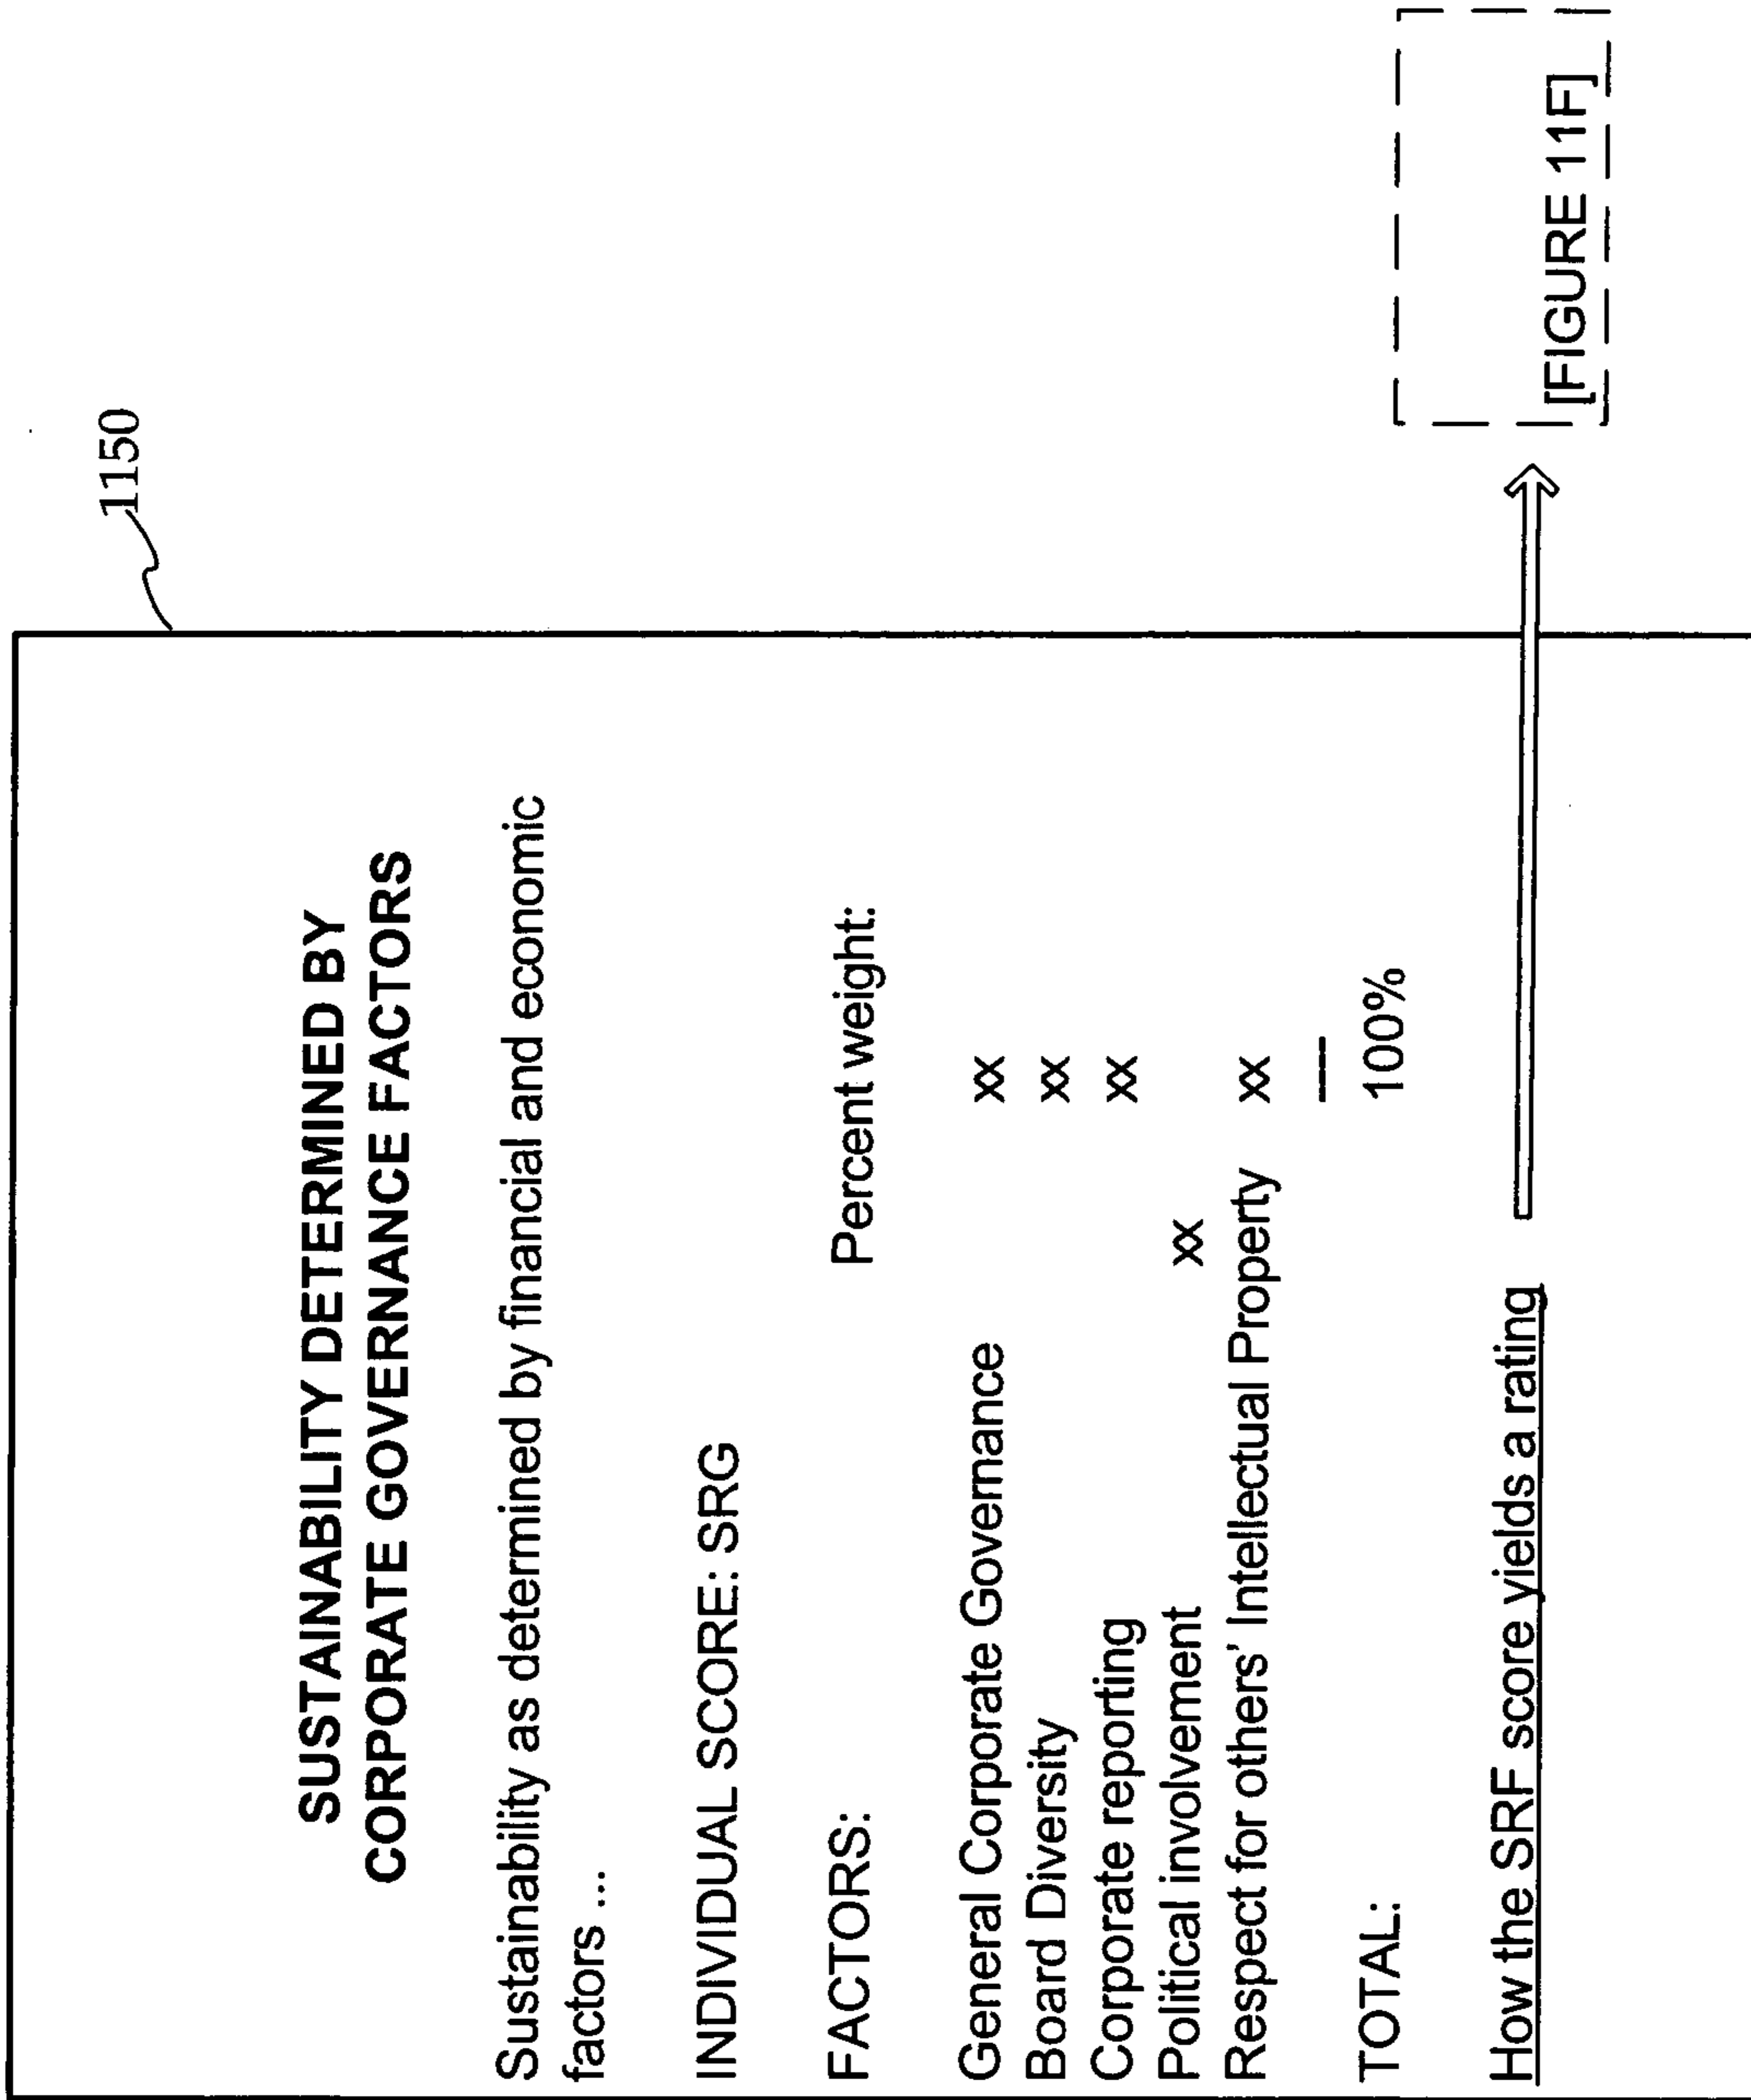 1150
SUSTAINABILITY DETERMINED BY
CORPORATE GOVERNANCE FACTORS
Sustainability as determined by financial and economic
factors ...
INDIVIDUAL SCORE: SRG
FACTORS: Percent weight:
General Corporate Governance xx
Board Diversity xx
Corporate reporting xx
Political involvement xx
Respect for others' Intellectual Property xx
---
TOTAL: 100%
How the SRF score yields a rating
[FIGURE 11F]